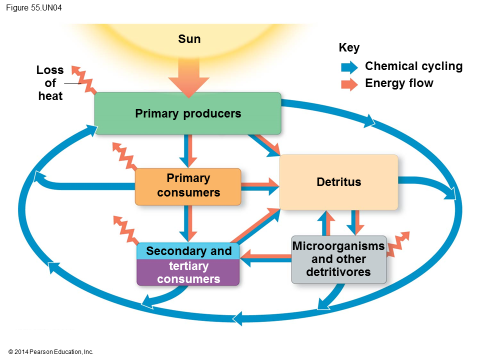 Figure 55.UN04
Sun
Key
Chemical cycling
Energy flow
Loss
of
heat
Primary producers
Primary
consumers
Detritus
Secondary and
tertiary
consumers
Microorganisms
and other
detritivores
© 2014 Pearson Education, Inc.